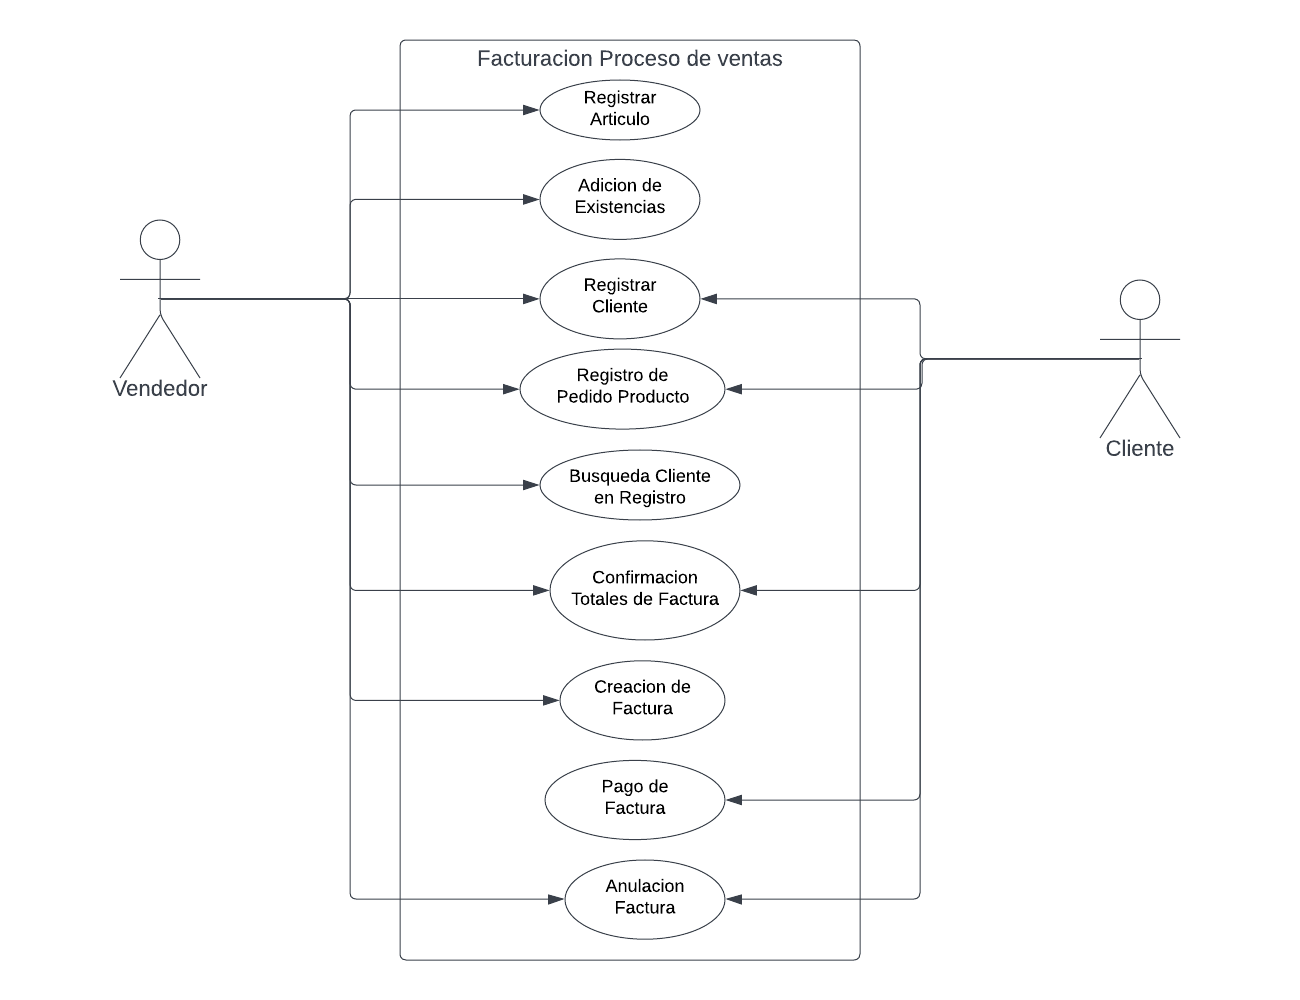 Facturacion Proceso de ventas
Registrar
Articulo
Adicion de
Existencias
Registrar
Cliente
Registro de
Pedido Producto
Vendedor
Cliente
Busqueda Cliente
en Registro
Confirmacion
Totales de Factura
Creacion de
Factura
Pago de
Factura
Anulacion
Factura